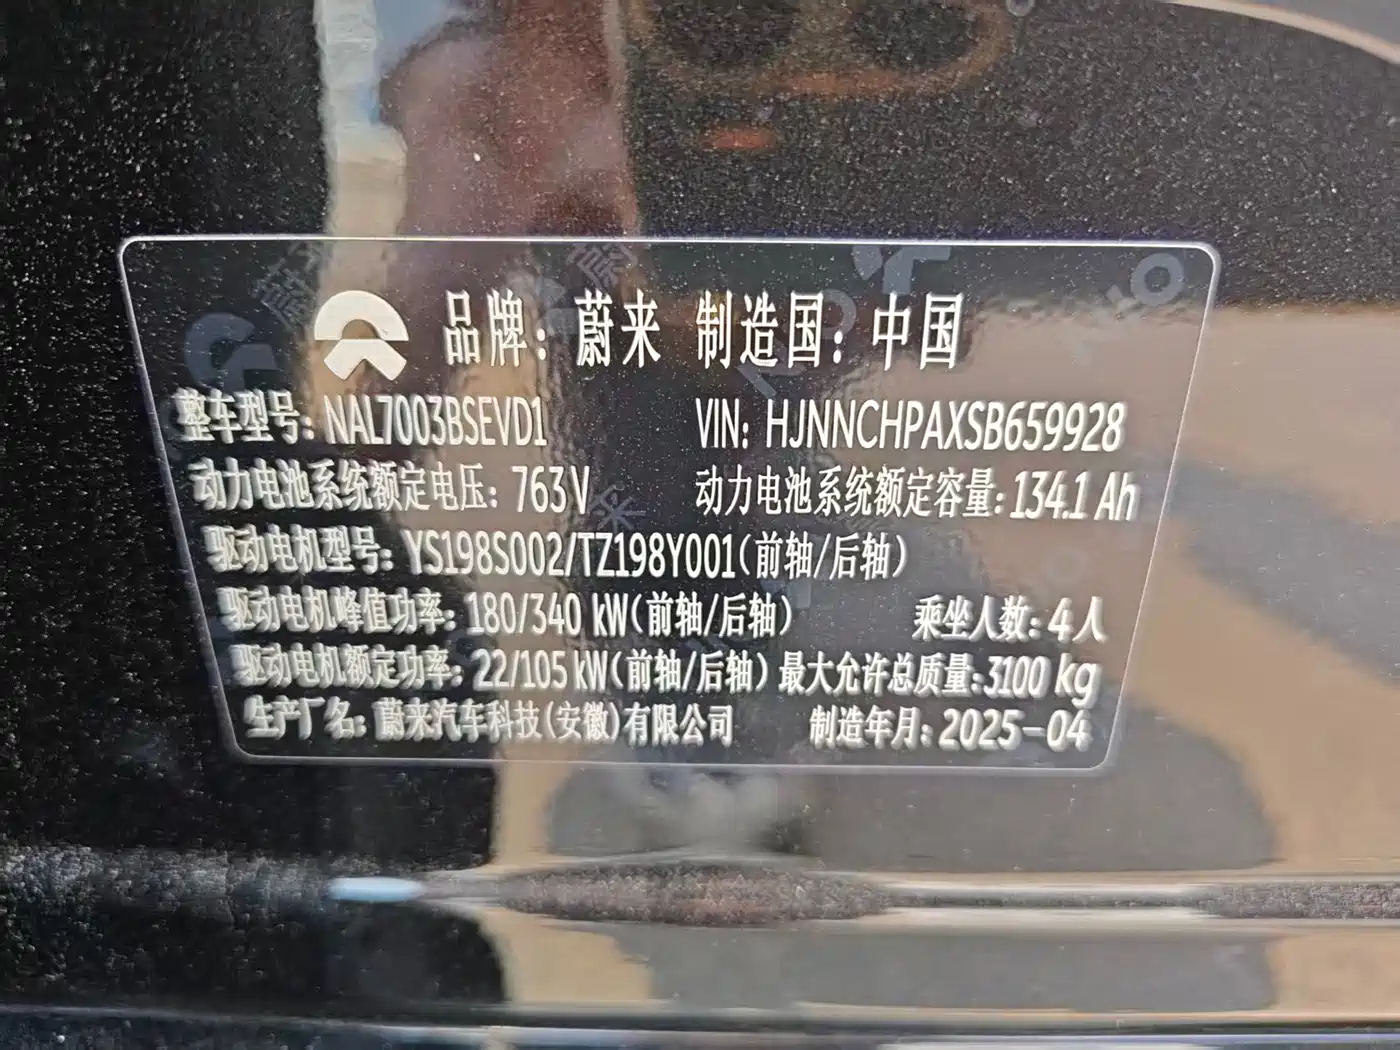 品牌：蔚来 制造国：中国
整车型号：NAL7003BSEVD1 VIN：HJNNCHPAXSB659928
动力电池系统额定电压：763V 动力电池系统额定容量：134.1 Ah
驱动电机型号：YS198S002/TZ198Y001(前轴/后轴)
驱动电机峰值功率：180/340 kW(前轴/后轴) 乘坐人数：4人
驱动电机额定功率：22/105 kW(前轴/后轴) 最大允许总质量：3100 kg
生产厂名：蔚来汽车科技(安徽)有限公司 制造年月：2025-04